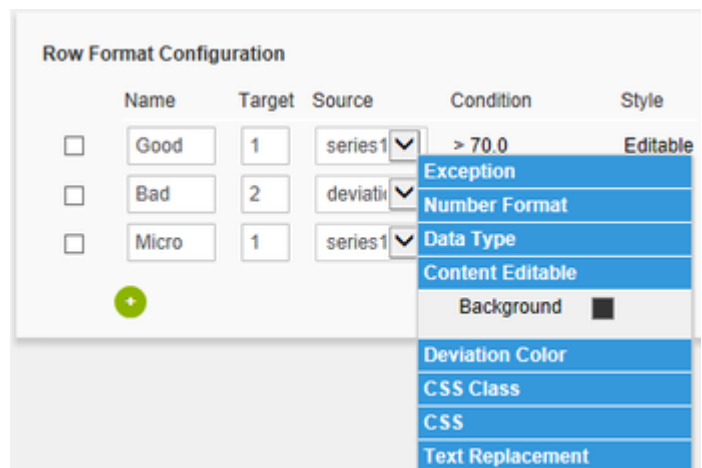 Row Format Configuration
Name Target Source Condition Style
Good 1 series1 > 70.0 Editable
Exception
Bad 2 deviati
Number Format
Micro 1 series1
Data Type
Content Editable
Background
Deviation Color
CSS Class
CSS
Text Replacement